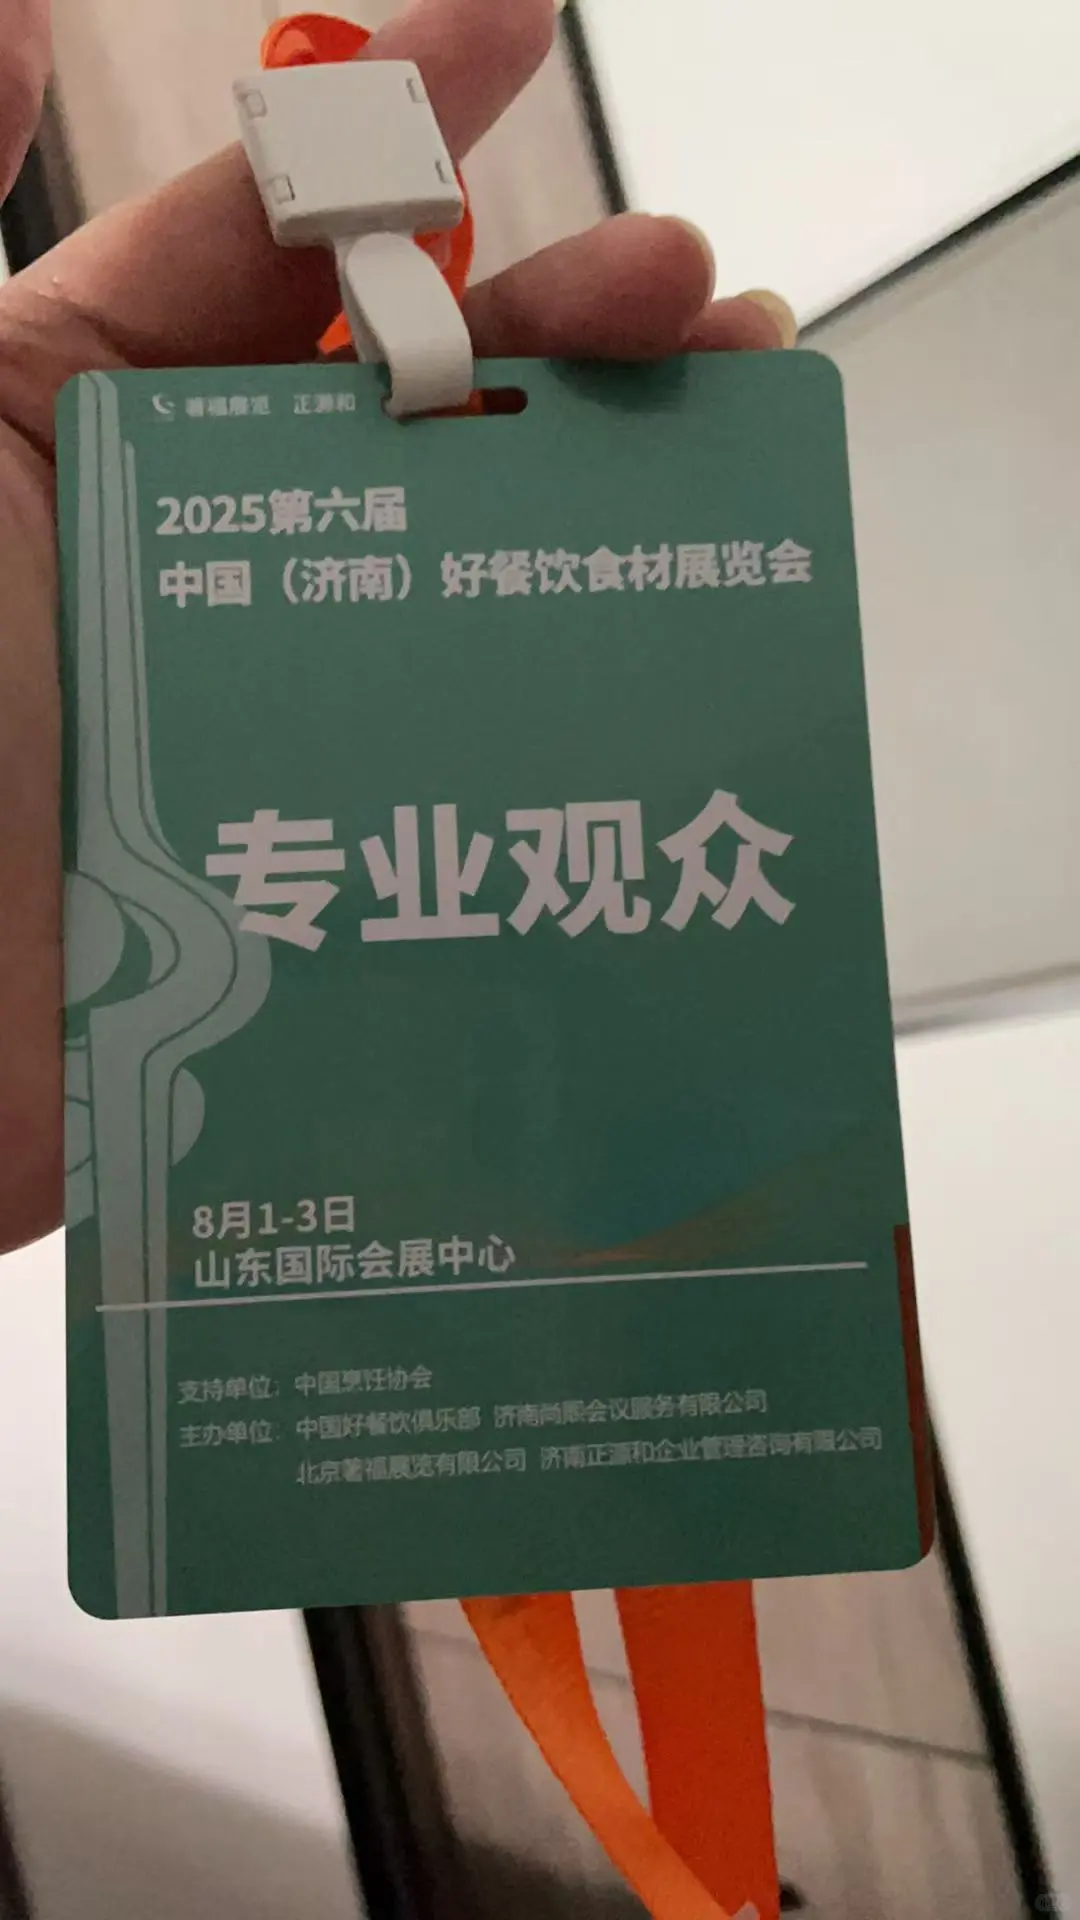 著福展览 正源和
2025第六届
中国（济南）好餐饮食材展览会
专业观众
8月1-3日
山东国际会展中心
支持单位：中国烹饪协会
主办单位：中国好餐饮俱乐部 济南尚熙会议服务有限公司
北京著福展览有限公司 济南正源和企业管理咨询有限公司